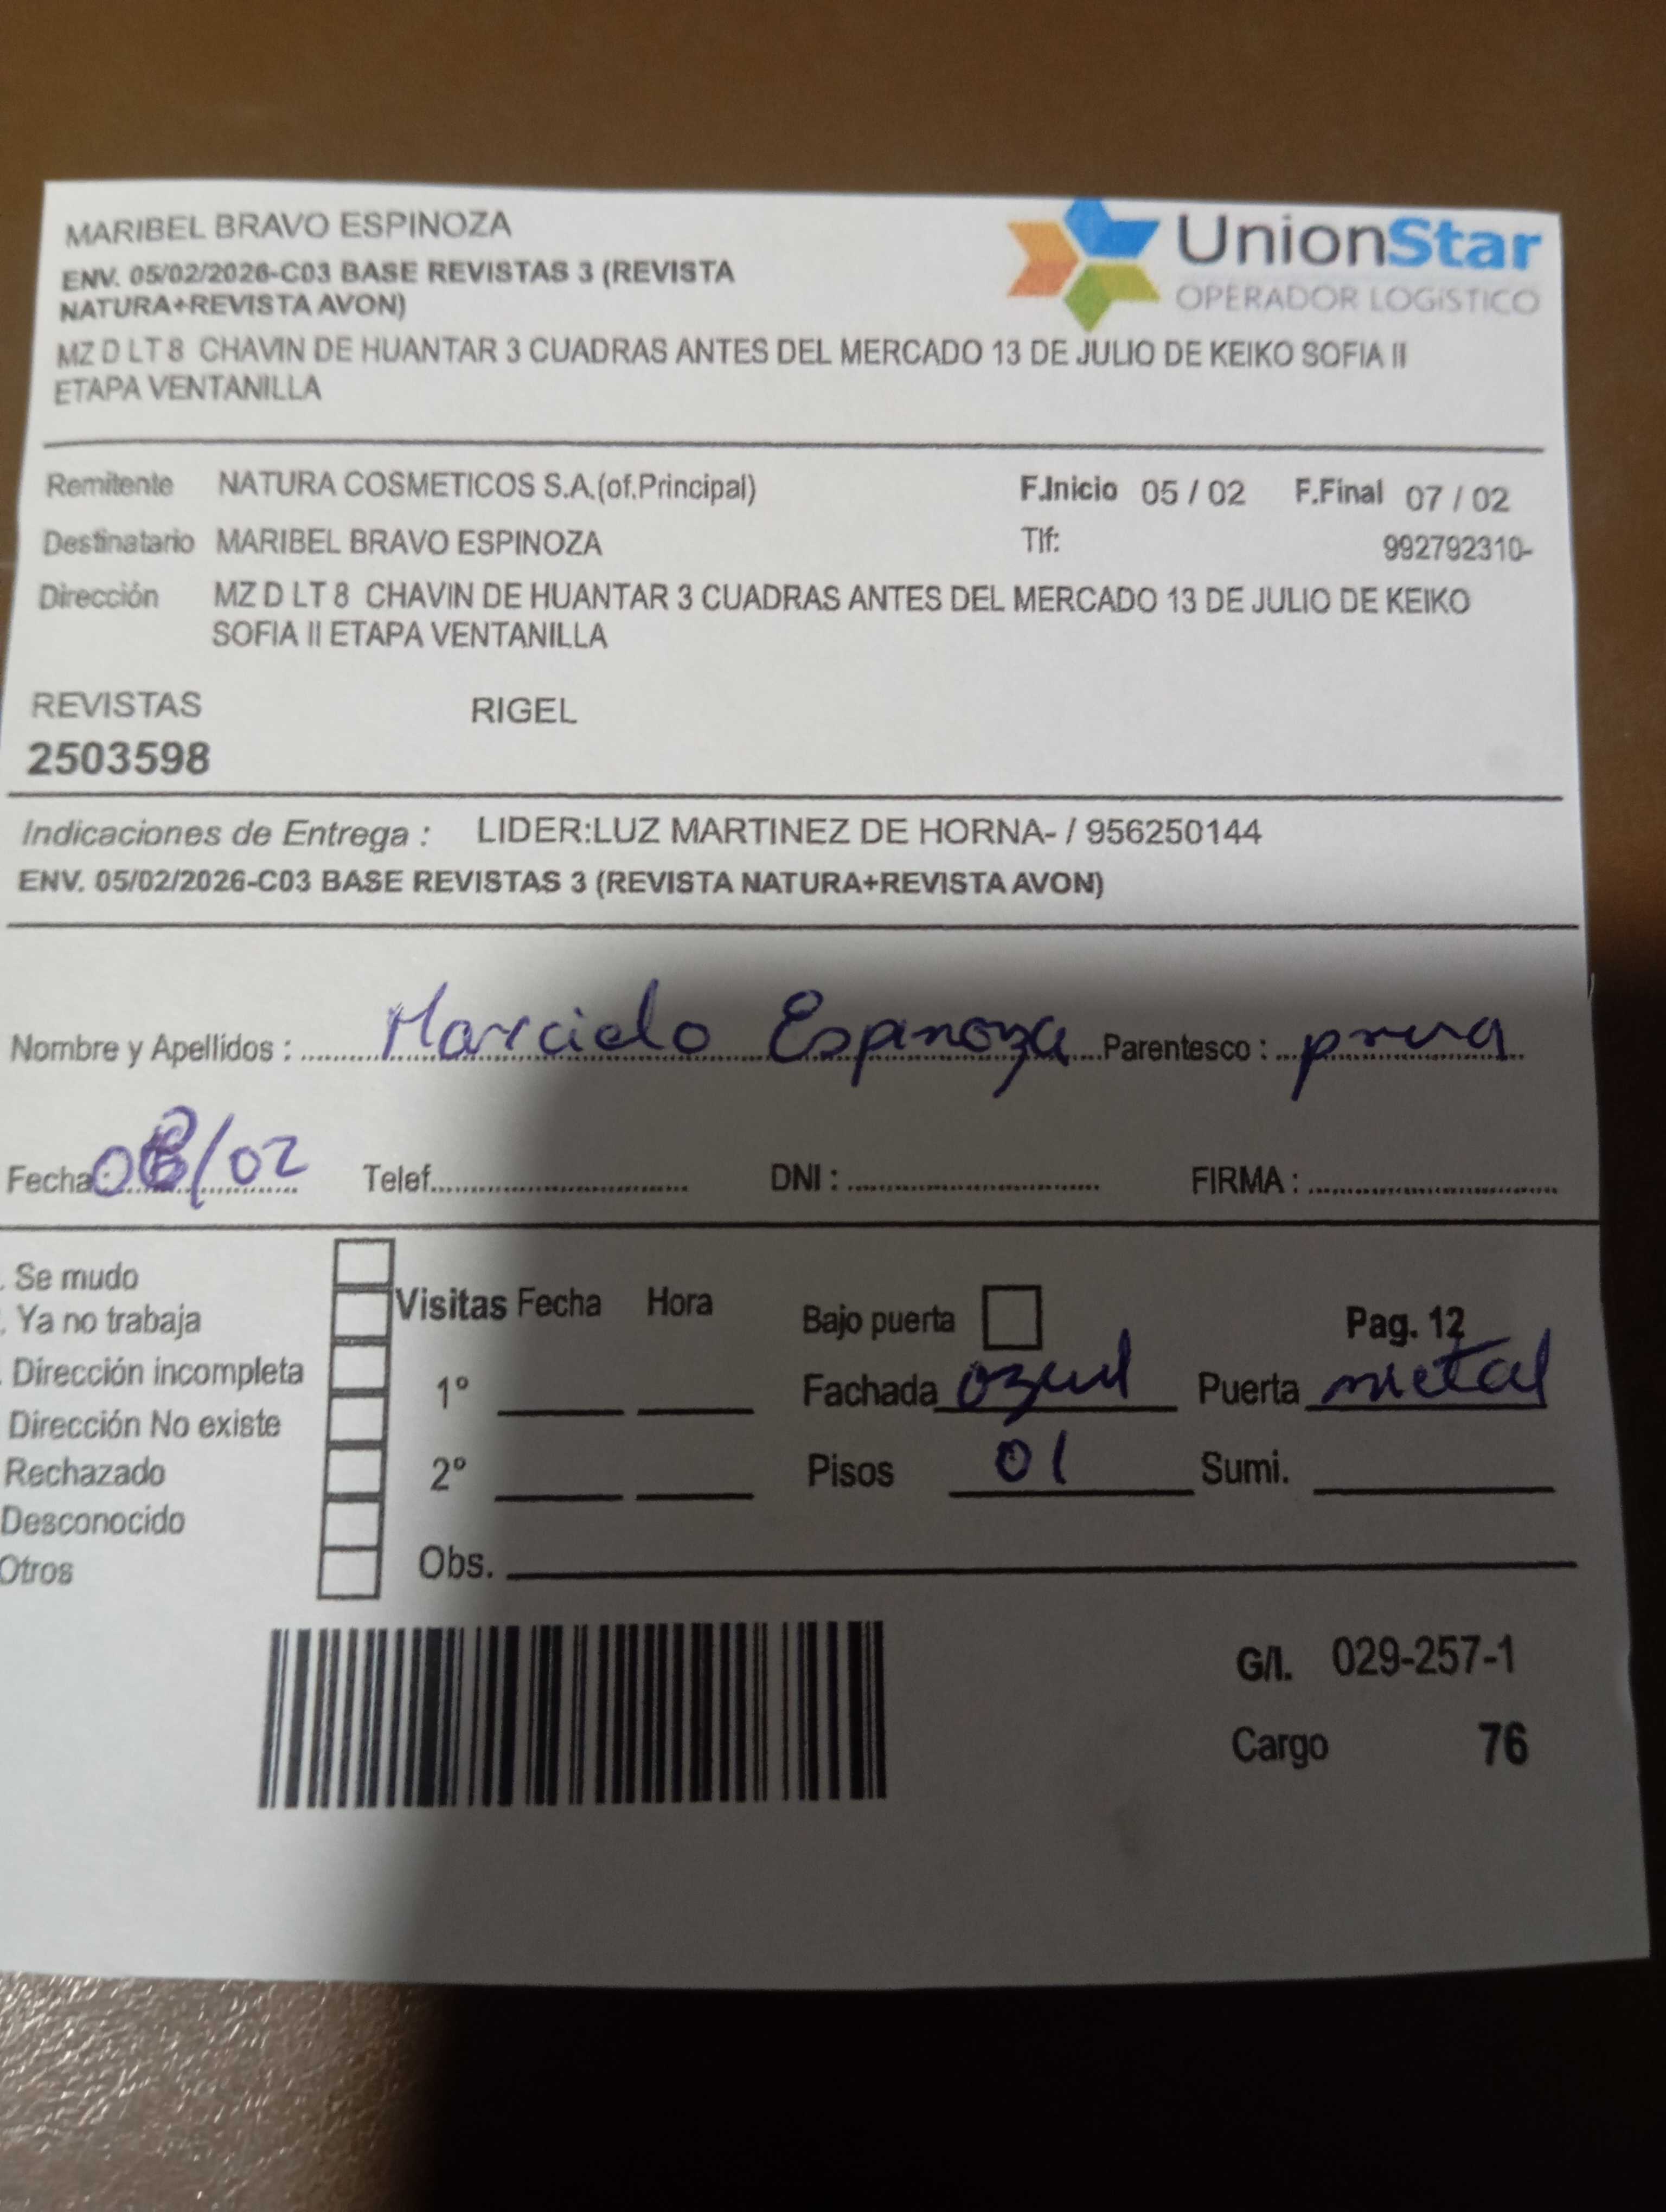 MARIBEL BRAVO ESPINOZA
UnionStar
OPERADOR LOGÍSTICO
ENV. 05/02/2026-C03 BASE REVISTAS 3 (REVISTA
NATURA+REVISTA AVON)
MZ D LT 8 CHAVIN DE HUANTAR 3 CUADRAS ANTES DEL MERCADO 13 DE JULIO DE KEIKO SOFIA II
ETAPA VENTANILLA
Remitente NATURA COSMETICOS S.A.(of.Principal) F.Inicio 05 / 02 F.Final 07 / 02
Destinatario MARIBEL BRAVO ESPINOZA Tlf: 992792310-
Dirección MZ D LT 8 CHAVIN DE HUANTAR 3 CUADRAS ANTES DEL MERCADO 13 DE JULIO DE KEIKO
SOFIA II ETAPA VENTANILLA
REVISTAS RIGEL
2503598
Indicaciones de Entrega : LIDER:LUZ MARTINEZ DE HORNA- / 956250144
ENV. 05/02/2026-C03 BASE REVISTAS 3 (REVISTA NATURA+REVISTA AVON)
Nombre y Apellidos : Marcielo Espinoza Parentesco :
Fecha : /02 Telef. DNI : FIRMA :
. Se mudo
. Ya no trabaja
. Dirección incompleta
Dirección No existe
Rechazado
Desconocido
Otros
Visitas Fecha Hora
1º
2º
Obs.
Bajo puerta Pag. 12
Fachada ozul Puerta metal
Pisos 01 Sumi.
G/I. 029-257-1
Cargo 76